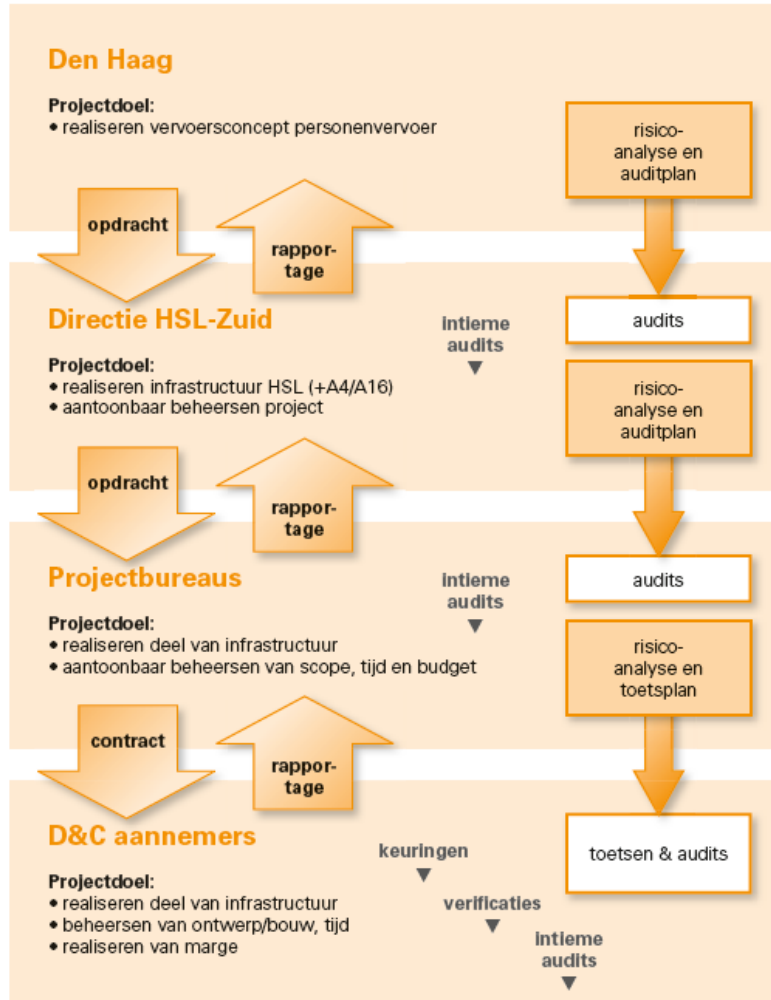 Den Haag
Projectdoel:
• realiseren vervoersconcept personenvervoer
risico-
analyse en
auditplan
opdracht
rappor-
tage
Directie HSL-Zuid
Projectdoel:
• realiseren infrastructuur HSL (+A4/A16)
• aantoonbaar beheersen project
intieme
audits
audits
risico-
analyse en
auditplan
opdracht
rappor-
tage
Projectbureaus
Projectdoel:
• realiseren deel van infrastructuur
• aantoonbaar beheersen van scope, tijd en budget
intieme
audits
audits
risico-
analyse en
toetsplan
contract
rappor-
tage
D&C aannemers
Projectdoel:
• realiseren deel van infrastructuur
• beheersen van ontwerp/bouw, tijd
• realiseren van marge
keuringen
verificaties
intieme
audits
toetsen & audits